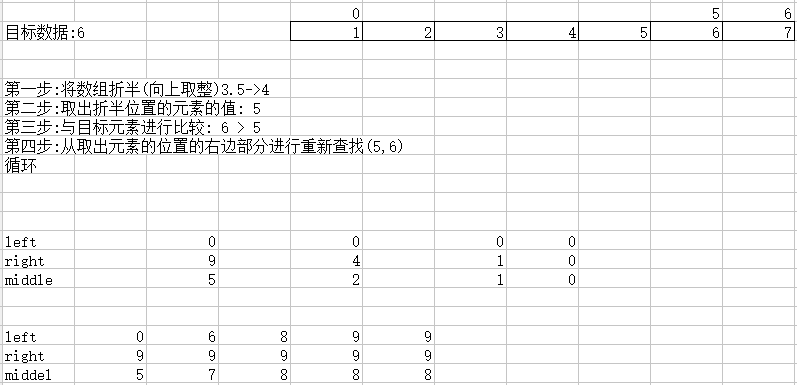 0 5 6
目标数据:6 1 2 3 4 5 6 7
第一步:将数组折半(向上取整)3.5->4
第二步:取出折半位置的元素的值: 5
第三步:与目标元素进行比较: 6 > 5
第四步:从取出元素的位置的右边部分进行重新查找(5,6)
循环
left 0 0 0 0
right 9 4 1 0
middle 5 2 1 0
left 0 6 8 9 9
right 9 9 9 9 9
middel 5 7 8 8 8